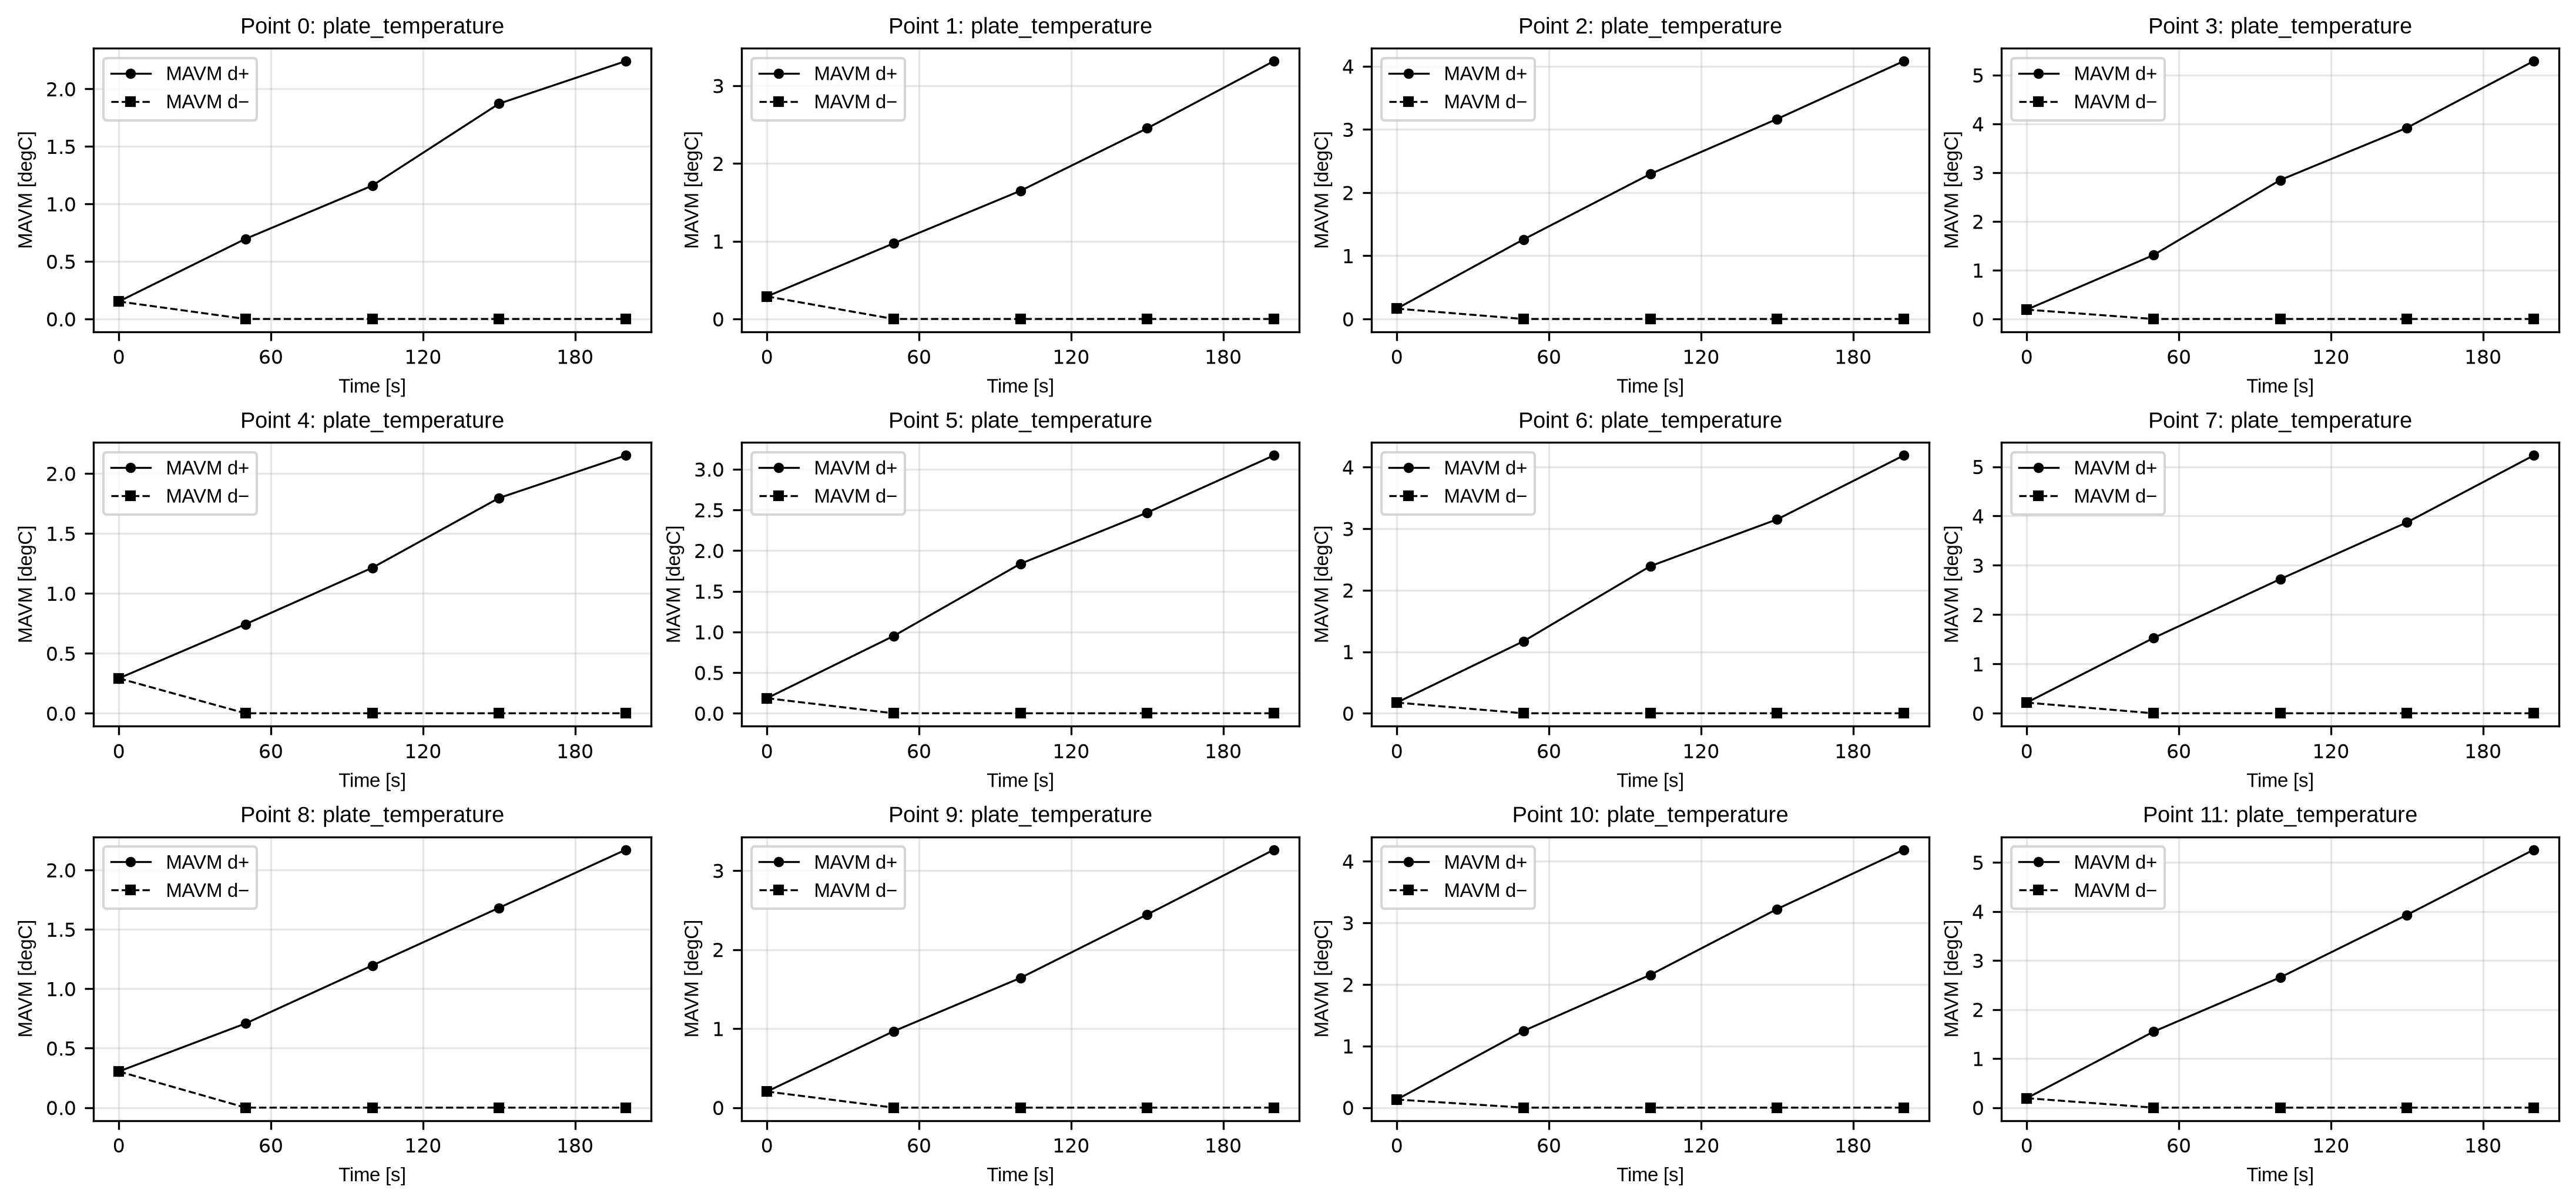 Point 0: plate_temperature
MAVM [degC]
2.0
1.5
1.0
0.5
0.0
MAVM d+
MAVM d−
0 60 120 180
Time [s]
Point 1: plate_temperature
MAVM [degC]
3
2
1
0
MAVM d+
MAVM d−
0 60 120 180
Time [s]
Point 2: plate_temperature
MAVM [degC]
4
3
2
1
0
MAVM d+
MAVM d−
0 60 120 180
Time [s]
Point 3: plate_temperature
MAVM [degC]
5
4
3
2
1
0
MAVM d+
MAVM d−
0 60 120 180
Time [s]
Point 4: plate_temperature
MAVM [degC]
2.0
1.5
1.0
0.5
0.0
MAVM d+
MAVM d−
0 60 120 180
Time [s]
Point 5: plate_temperature
MAVM [degC]
3.0
2.5
2.0
1.5
1.0
0.5
0.0
MAVM d+
MAVM d−
0 60 120 180
Time [s]
Point 6: plate_temperature
MAVM [degC]
4
3
2
1
0
MAVM d+
MAVM d−
0 60 120 180
Time [s]
Point 7: plate_temperature
MAVM [degC]
5
4
3
2
1
0
MAVM d+
MAVM d−
0 60 120 180
Time [s]
Point 8: plate_temperature
MAVM [degC]
2.0
1.5
1.0
0.5
0.0
MAVM d+
MAVM d−
0 60 120 180
Time [s]
Point 9: plate_temperature
MAVM [degC]
3
2
1
0
MAVM d+
MAVM d−
0 60 120 180
Time [s]
Point 10: plate_temperature
MAVM [degC]
4
3
2
1
0
MAVM d+
MAVM d−
0 60 120 180
Time [s]
Point 11: plate_temperature
MAVM [degC]
5
4
3
2
1
0
MAVM d+
MAVM d−
0 60 120 180
Time [s]